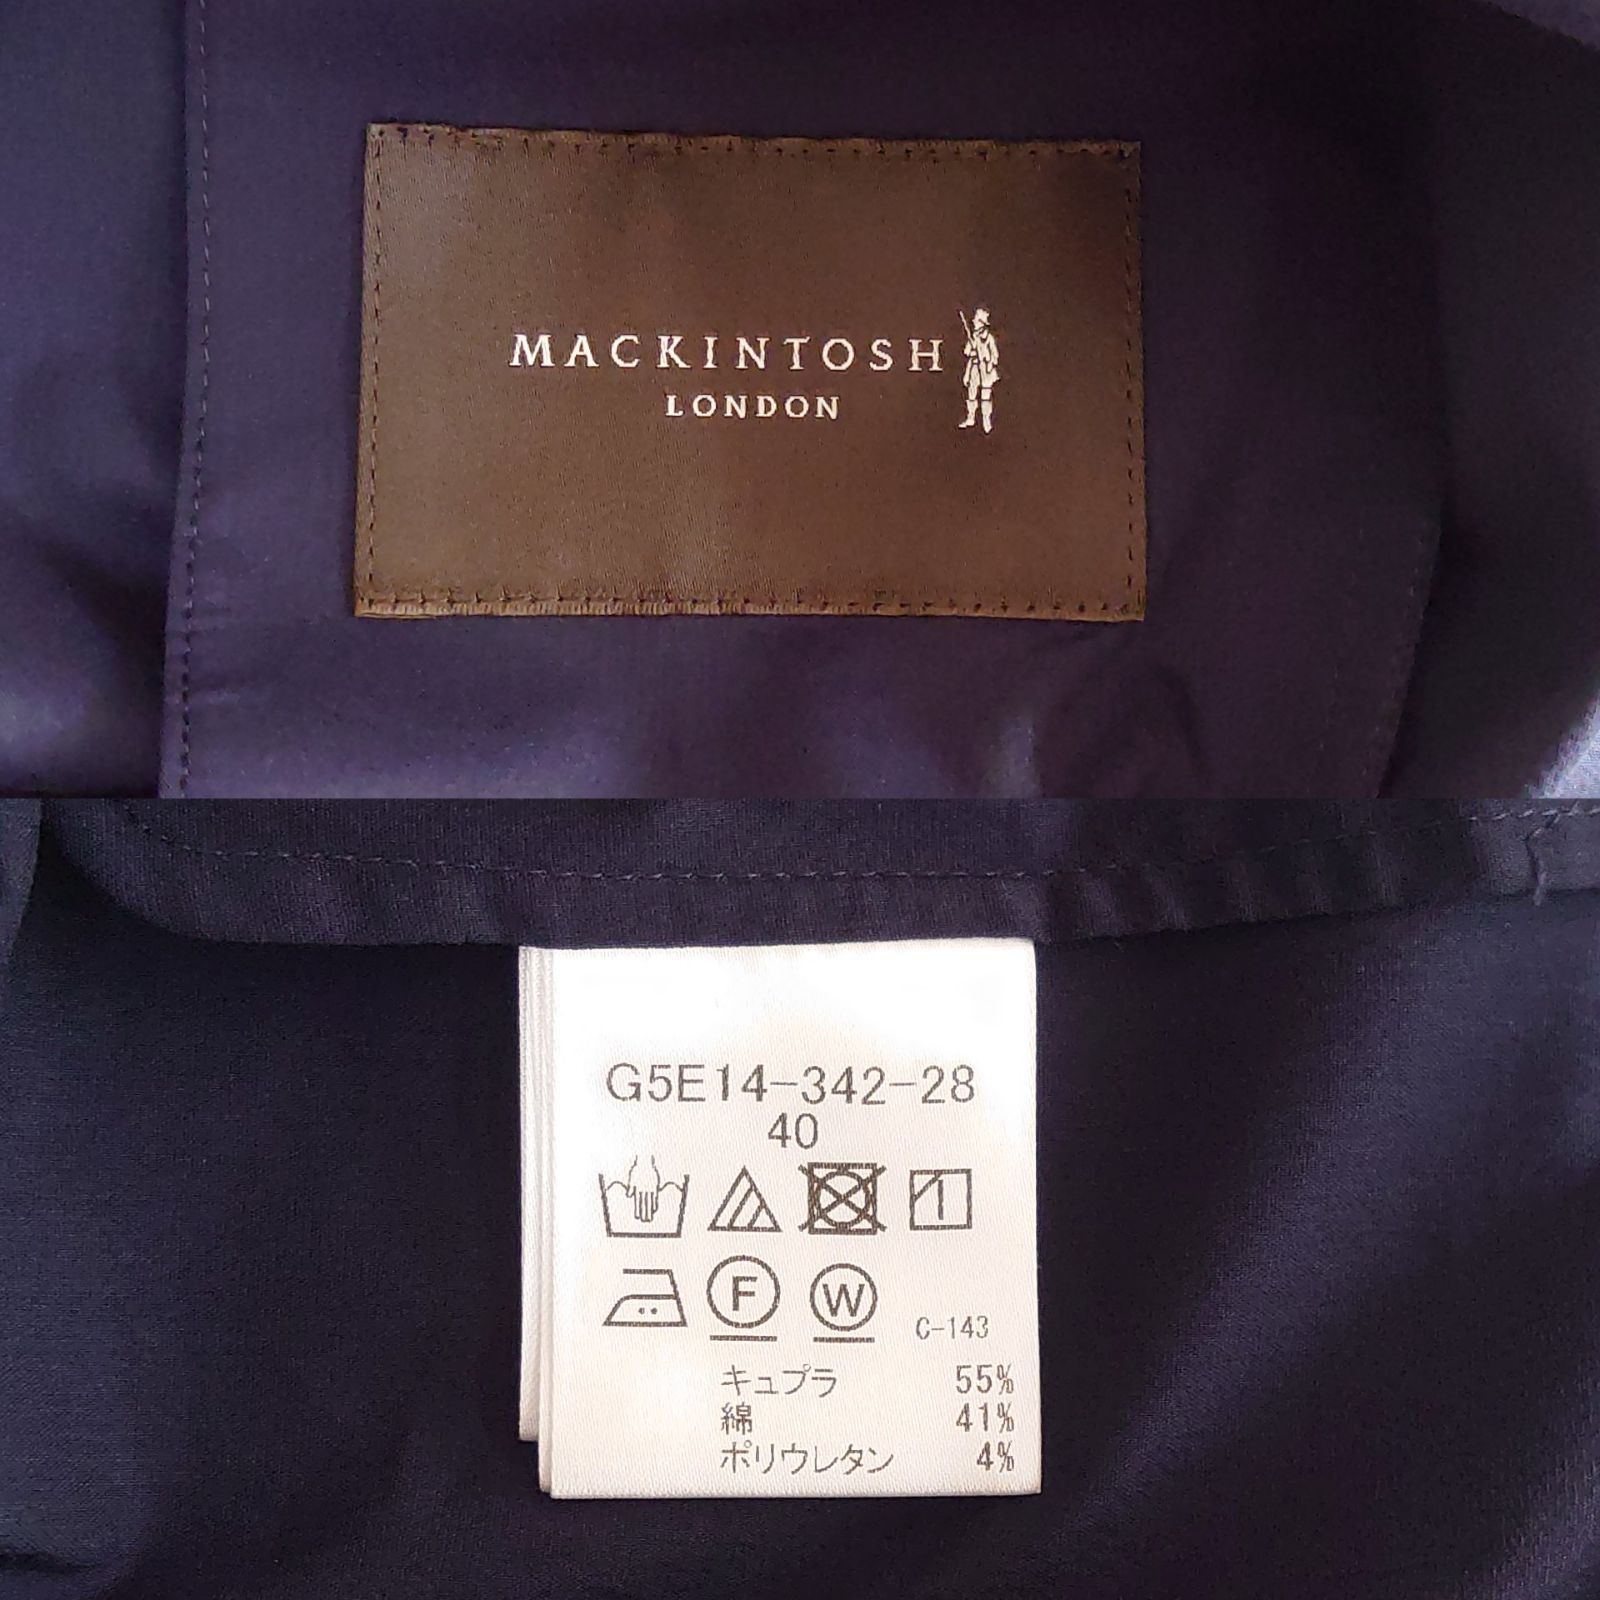 MACKINTOSH
LONDON
G5E14-342-28
40
F W C-143
キュプラ 55%
綿 41%
ポリウレタン 4%